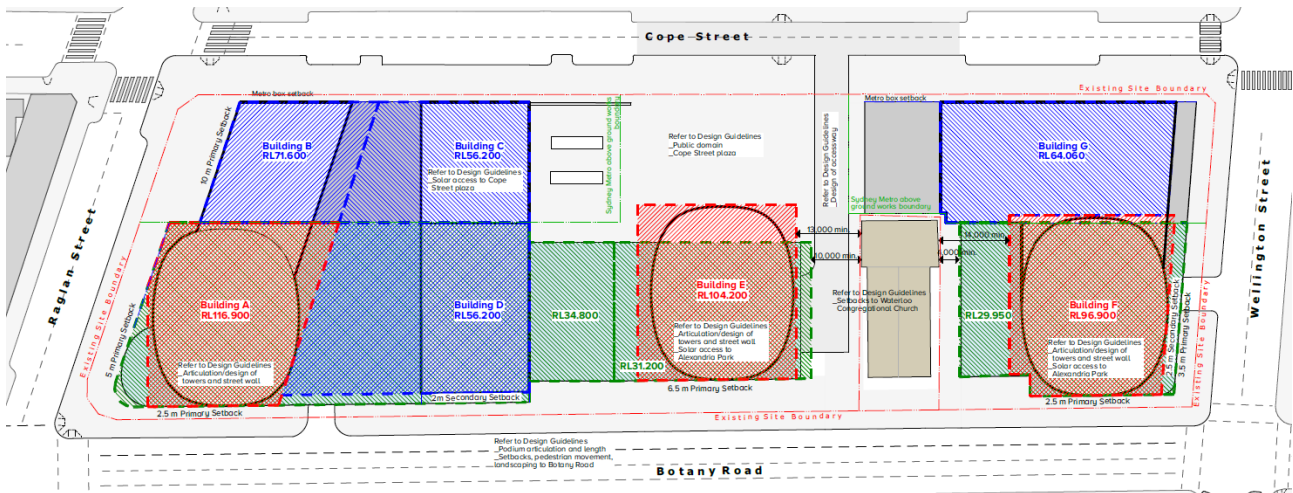 Cope Street
Metro box setback
Existing Site Boundary
Metro box setback
Building B
RL71.600
10 m Primary Setback
Building C
RL56.200
Refer to Design Guidelines
_Solar access to Cope
Street plaza
Sydney Metro above ground works
boundary
Refer to Design Guidelines
_Public domain
_Cope Street plaza
Refer to Design Guidelines
_Design of accessway
Sydney Metro above
ground works boundary
Building G
RL64.060
Raglan Street
Wellington Street
Existing Site Boundary
5 m Primary Setback
Building A
RL116.900
Refer to Design Guidelines
_Articulation/design of
towers and street wall
2.5 m Primary Setback
Building D
RL56.200
2m Secondary Setback
RL34.800
RL31.200
Building E
RL104.200
Refer to Design Guidelines
_Articulation/design of
towers and street wall
_Solar access to
Alexandria Park
6.5 m Primary Setback
13,000 min.
10,000 min.
14,000 min.
,000 min.
Refer to Design Guidelines
_Setbacks to Waterloo
Congregational Church
RL29.950
Building F
RL96.900
Refer to Design Guidelines
_Articulation/design of
towers and street wall
_Solar access to
Alexandria Park
2.5 m Primary Setback
2.5 m Secondary Setback
3.5 m Primary Setback
Existing Site Boundary
Existing Site Boundary
Refer to Design Guidelines
_Podium articulation and length
_Setbacks, pedestrian movement,
landscaping to Botany Road
Botany Road